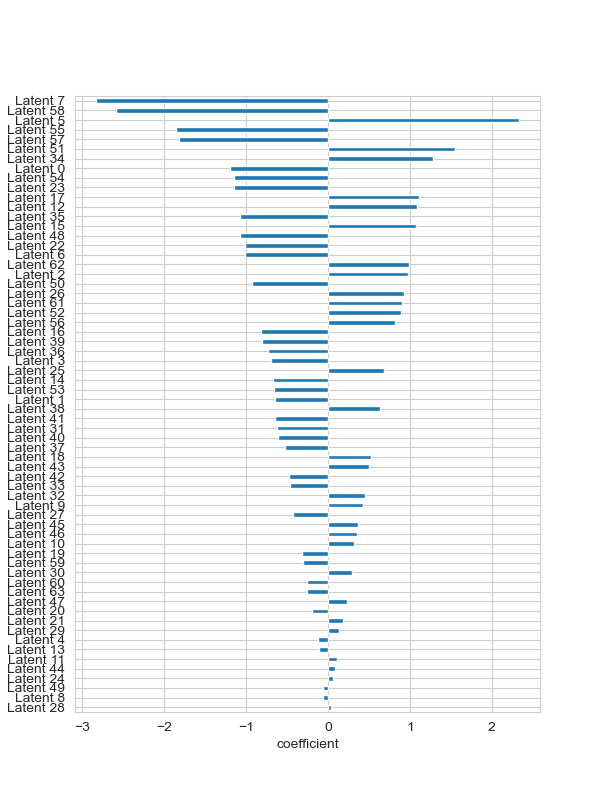 Latent 7
Latent 58
Latent 5
Latent 55
Latent 57
Latent 51
Latent 34
Latent 0
Latent 54
Latent 23
Latent 17
Latent 12
Latent 35
Latent 15
Latent 48
Latent 22
Latent 6
Latent 62
Latent 2
Latent 50
Latent 26
Latent 61
Latent 52
Latent 56
Latent 16
Latent 39
Latent 36
Latent 3
Latent 25
Latent 14
Latent 53
Latent 1
Latent 38
Latent 41
Latent 31
Latent 40
Latent 37
Latent 18
Latent 43
Latent 42
Latent 33
Latent 32
Latent 9
Latent 27
Latent 45
Latent 46
Latent 10
Latent 19
Latent 59
Latent 30
Latent 60
Latent 63
Latent 47
Latent 20
Latent 21
Latent 29
Latent 4
Latent 13
Latent 11
Latent 44
Latent 24
Latent 49
Latent 8
Latent 28
−3 −2 −1 0 1 2
coefficient